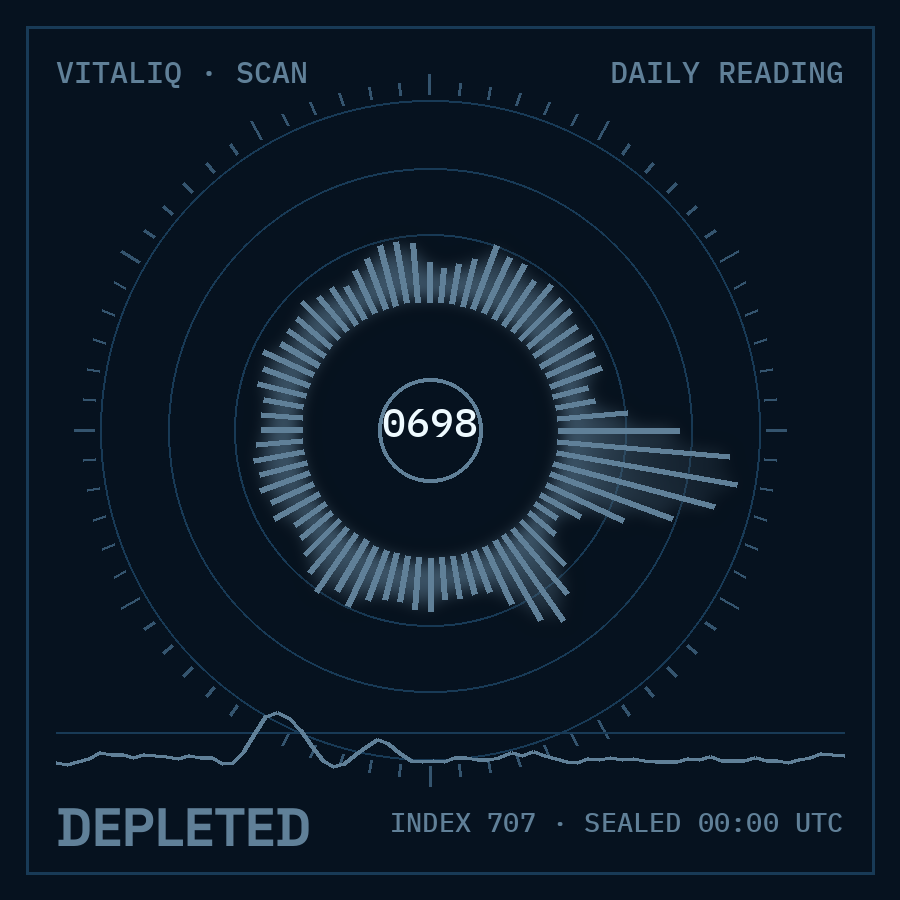 VITALIQ · SCAN
DAILY READING
0698
DEPLETED
INDEX 707 · SEALED 00:00 UTC